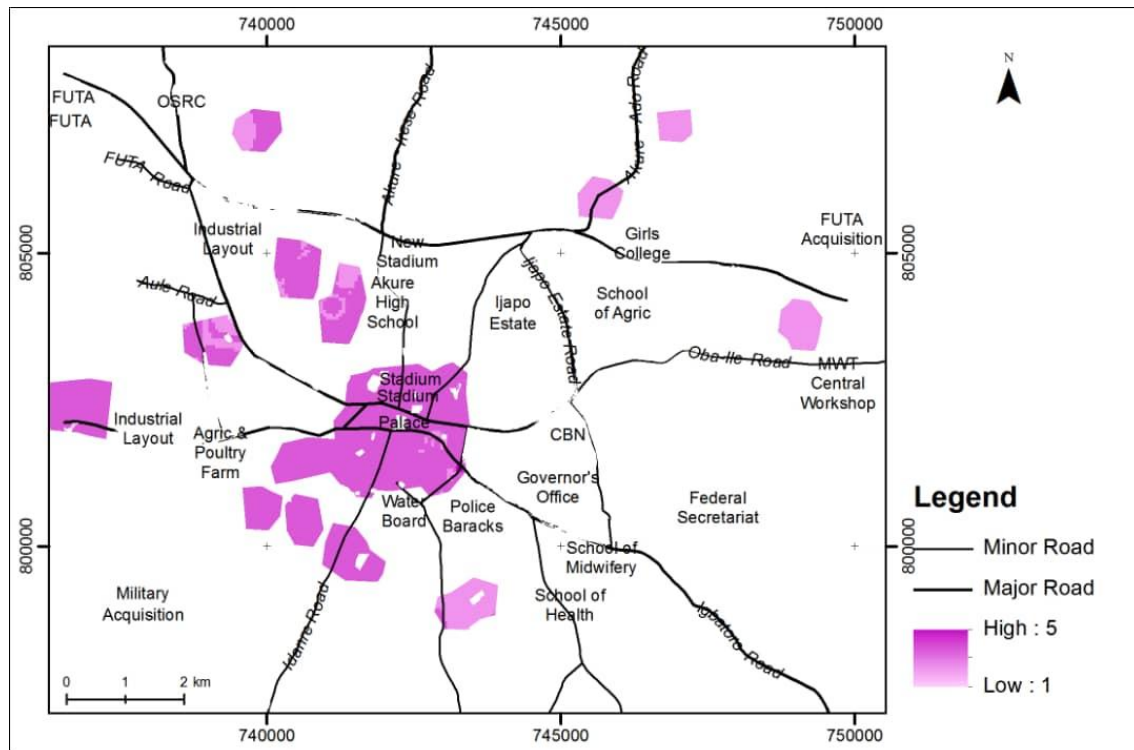 740000
745000
750000
N
FUTA
FUTA
OSRC
FUTA Road
Akure - Irese Road
Akure - Ado Road
Industrial
Layout
New
Stadium
Girls
College
FUTA
Acquisition
805000
805000
Aule Road
Akure
High
School
Ijapo
Estate
Ijapo Estate Road
School
of Agric
Oba-Ile Road
MWT
Central
Workshop
Stadium
Stadium
Palace
Industrial
Layout
Agric &
Poultry
Farm
CBN
Governor's
Office
Water
Board
Police
Baracks
Federal
Secretariat
800000
800000
School of
Midwifery
Military
Acquisition
School of
Health
Idanre Road
Igbatoro Road
0 1 2 km
740000
745000
750000
Legend
Minor Road
Major Road
High : 5
Low : 1